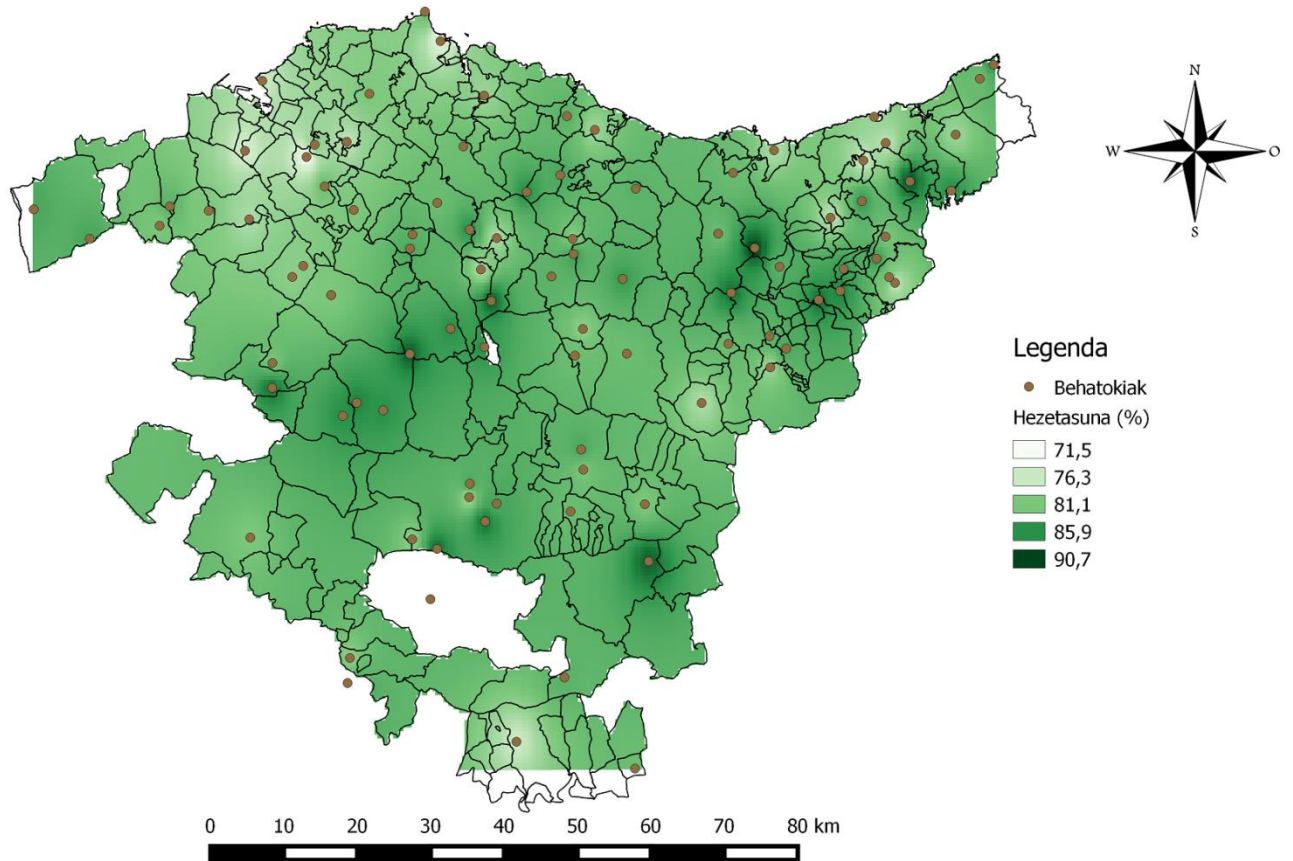 N
W
O
S
Legenda
Behatokiak
Hezetasuna (%)
71,5
76,3
81,1
85,9
90,7
0 10 20 30 40 50 60 70 80 km